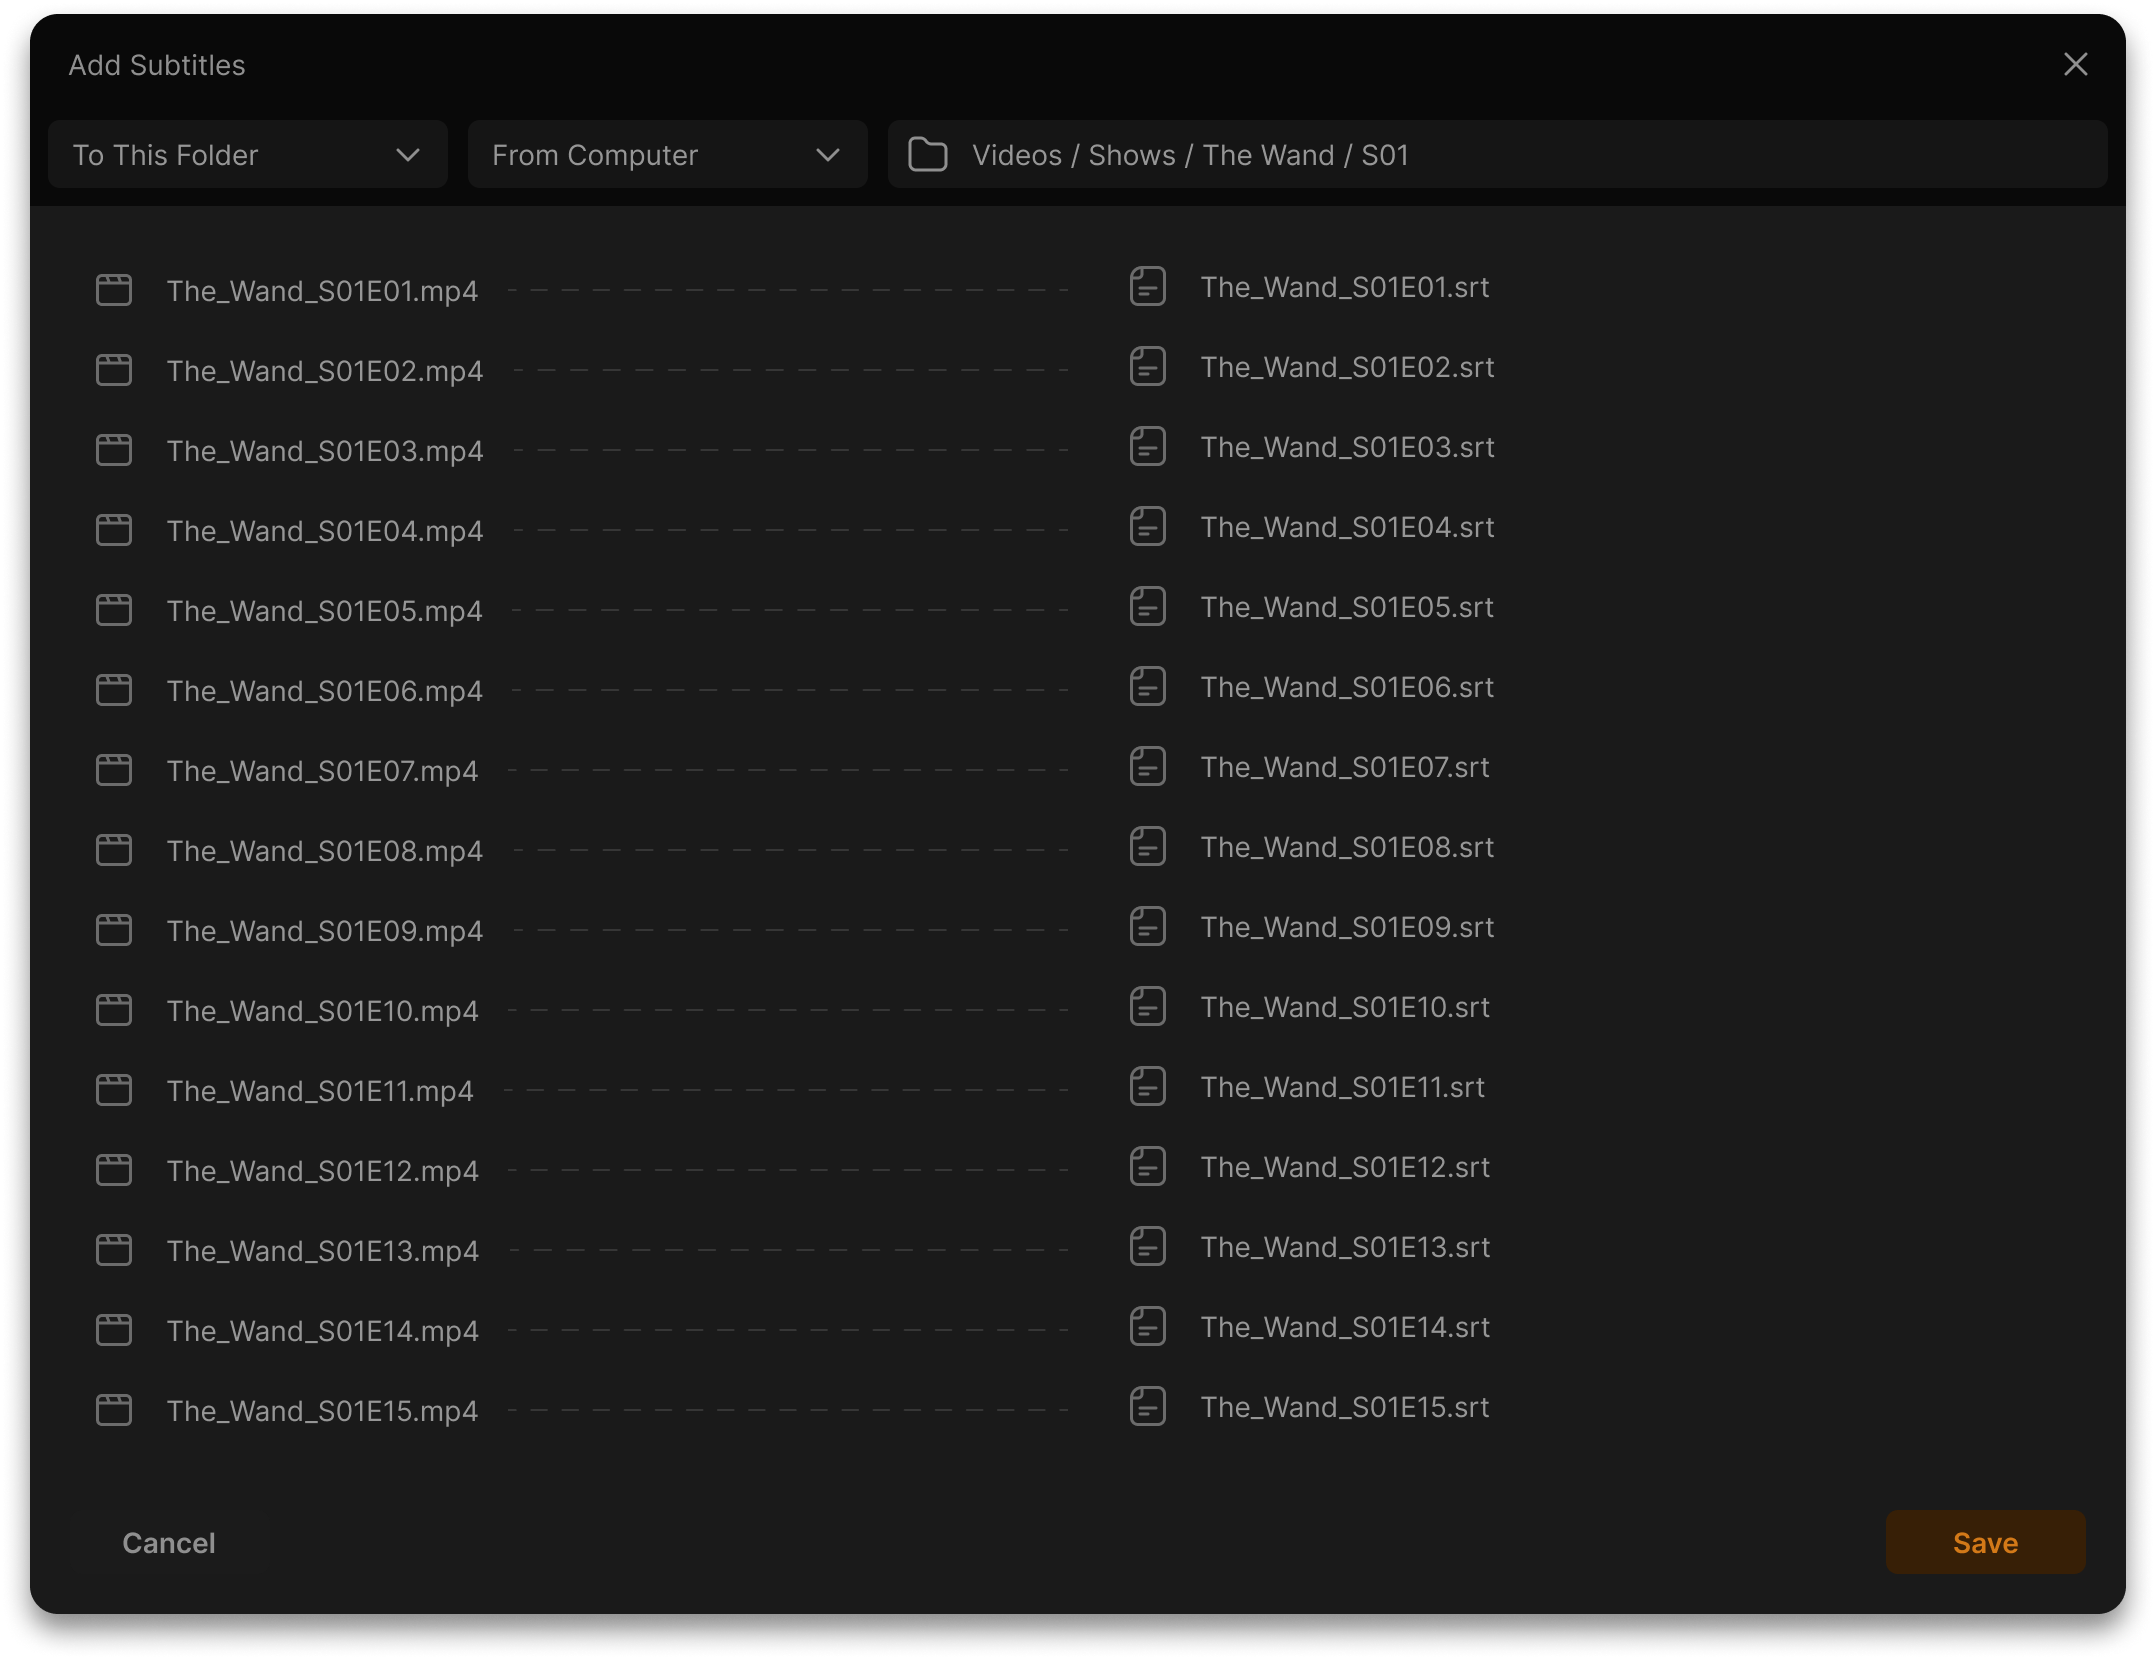 Add Subtitles
To This Folder
From Computer
Videos / Shows / The Wand / S01
The_Wand_S01E01.mp4
The_Wand_S01E01.srt
The_Wand_S01E02.mp4
The_Wand_S01E02.srt
The_Wand_S01E03.mp4
The_Wand_S01E03.srt
The_Wand_S01E04.mp4
The_Wand_S01E04.srt
The_Wand_S01E05.mp4
The_Wand_S01E05.srt
The_Wand_S01E06.mp4
The_Wand_S01E06.srt
The_Wand_S01E07.mp4
The_Wand_S01E07.srt
The_Wand_S01E08.mp4
The_Wand_S01E08.srt
The_Wand_S01E09.mp4
The_Wand_S01E09.srt
The_Wand_S01E10.mp4
The_Wand_S01E10.srt
The_Wand_S01E11.mp4
The_Wand_S01E11.srt
The_Wand_S01E12.mp4
The_Wand_S01E12.srt
The_Wand_S01E13.mp4
The_Wand_S01E13.srt
The_Wand_S01E14.mp4
The_Wand_S01E14.srt
The_Wand_S01E15.mp4
The_Wand_S01E15.srt
Cancel
Save